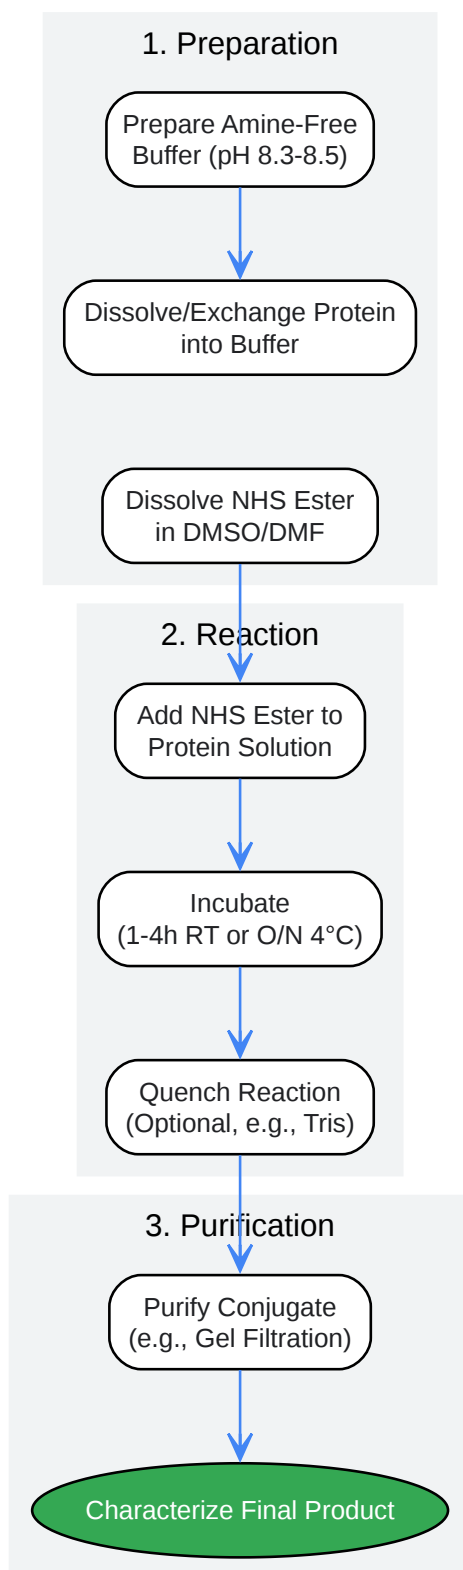 1. Preparation
Prepare Amine-Free
Buffer (pH 8.3-8.5)
Dissolve/Exchange Protein
into Buffer
Dissolve NHS Ester
in DMSO/DMF
2. Reaction
Add NHS Ester to
Protein Solution
Incubate
(1-4h RT or O/N 4°C)
Quench Reaction
(Optional, e.g., Tris)
3. Purification
Purify Conjugate
(e.g., Gel Filtration)
Characterize Final Product